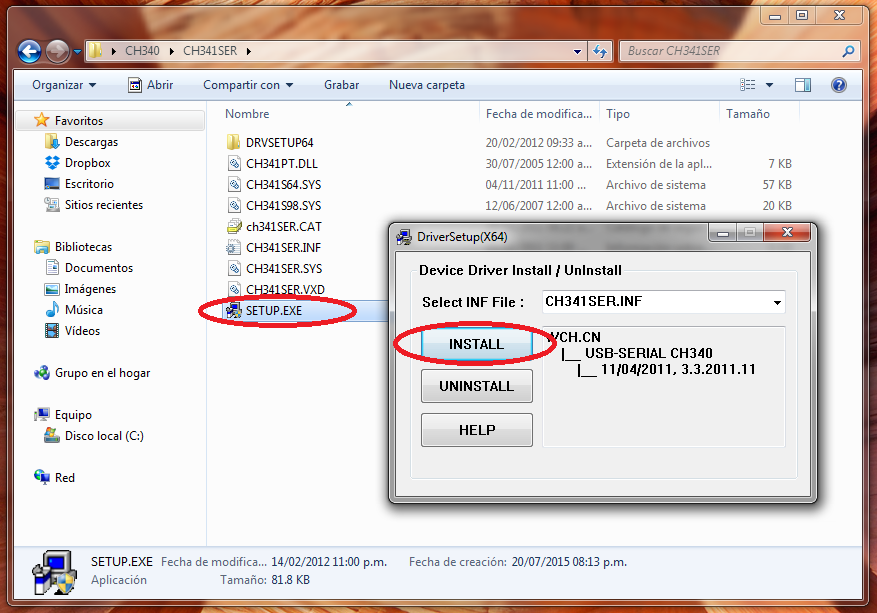 CH340 CH341SER
Buscar CH341SER
Organizar Abrir Compartir con Grabar Nueva carpeta
Favoritos
Descargas
Dropbox
Escritorio
Sitios recientes
Bibliotecas
Documentos
Imágenes
Música
Vídeos
Grupo en el hogar
Equipo
Disco local (C:)
Red
Nombre Fecha de modifica... Tipo Tamaño
DRVSETUP64 20/02/2012 09:33 a... Carpeta de archivos
CH341PT.DLL 30/07/2005 12:00 a... Extensión de la apl... 7 KB
CH341S64.SYS 04/11/2011 11:00 ... Archivo de sistema 57 KB
CH341S98.SYS 12/06/2007 12:00 a... Archivo de sistema 20 KB
ch341SER.CAT
CH341SER.INF
CH341SER.SYS
CH341SER.VXD
SETUP.EXE
DriverSetup(X64)
Device Driver Install / UnInstall
Select INF File : CH341SER.INF
INSTALL
UNINSTALL
HELP
WCH.CN
|__ USB-SERIAL CH340
|__ 11/04/2011, 3.3.2011.11
SETUP.EXE Fecha de modifica... 14/02/2012 11:00 p.m. Fecha de creación: 20/07/2015 08:13 p.m.
Aplicación Tamaño: 81.8 KB